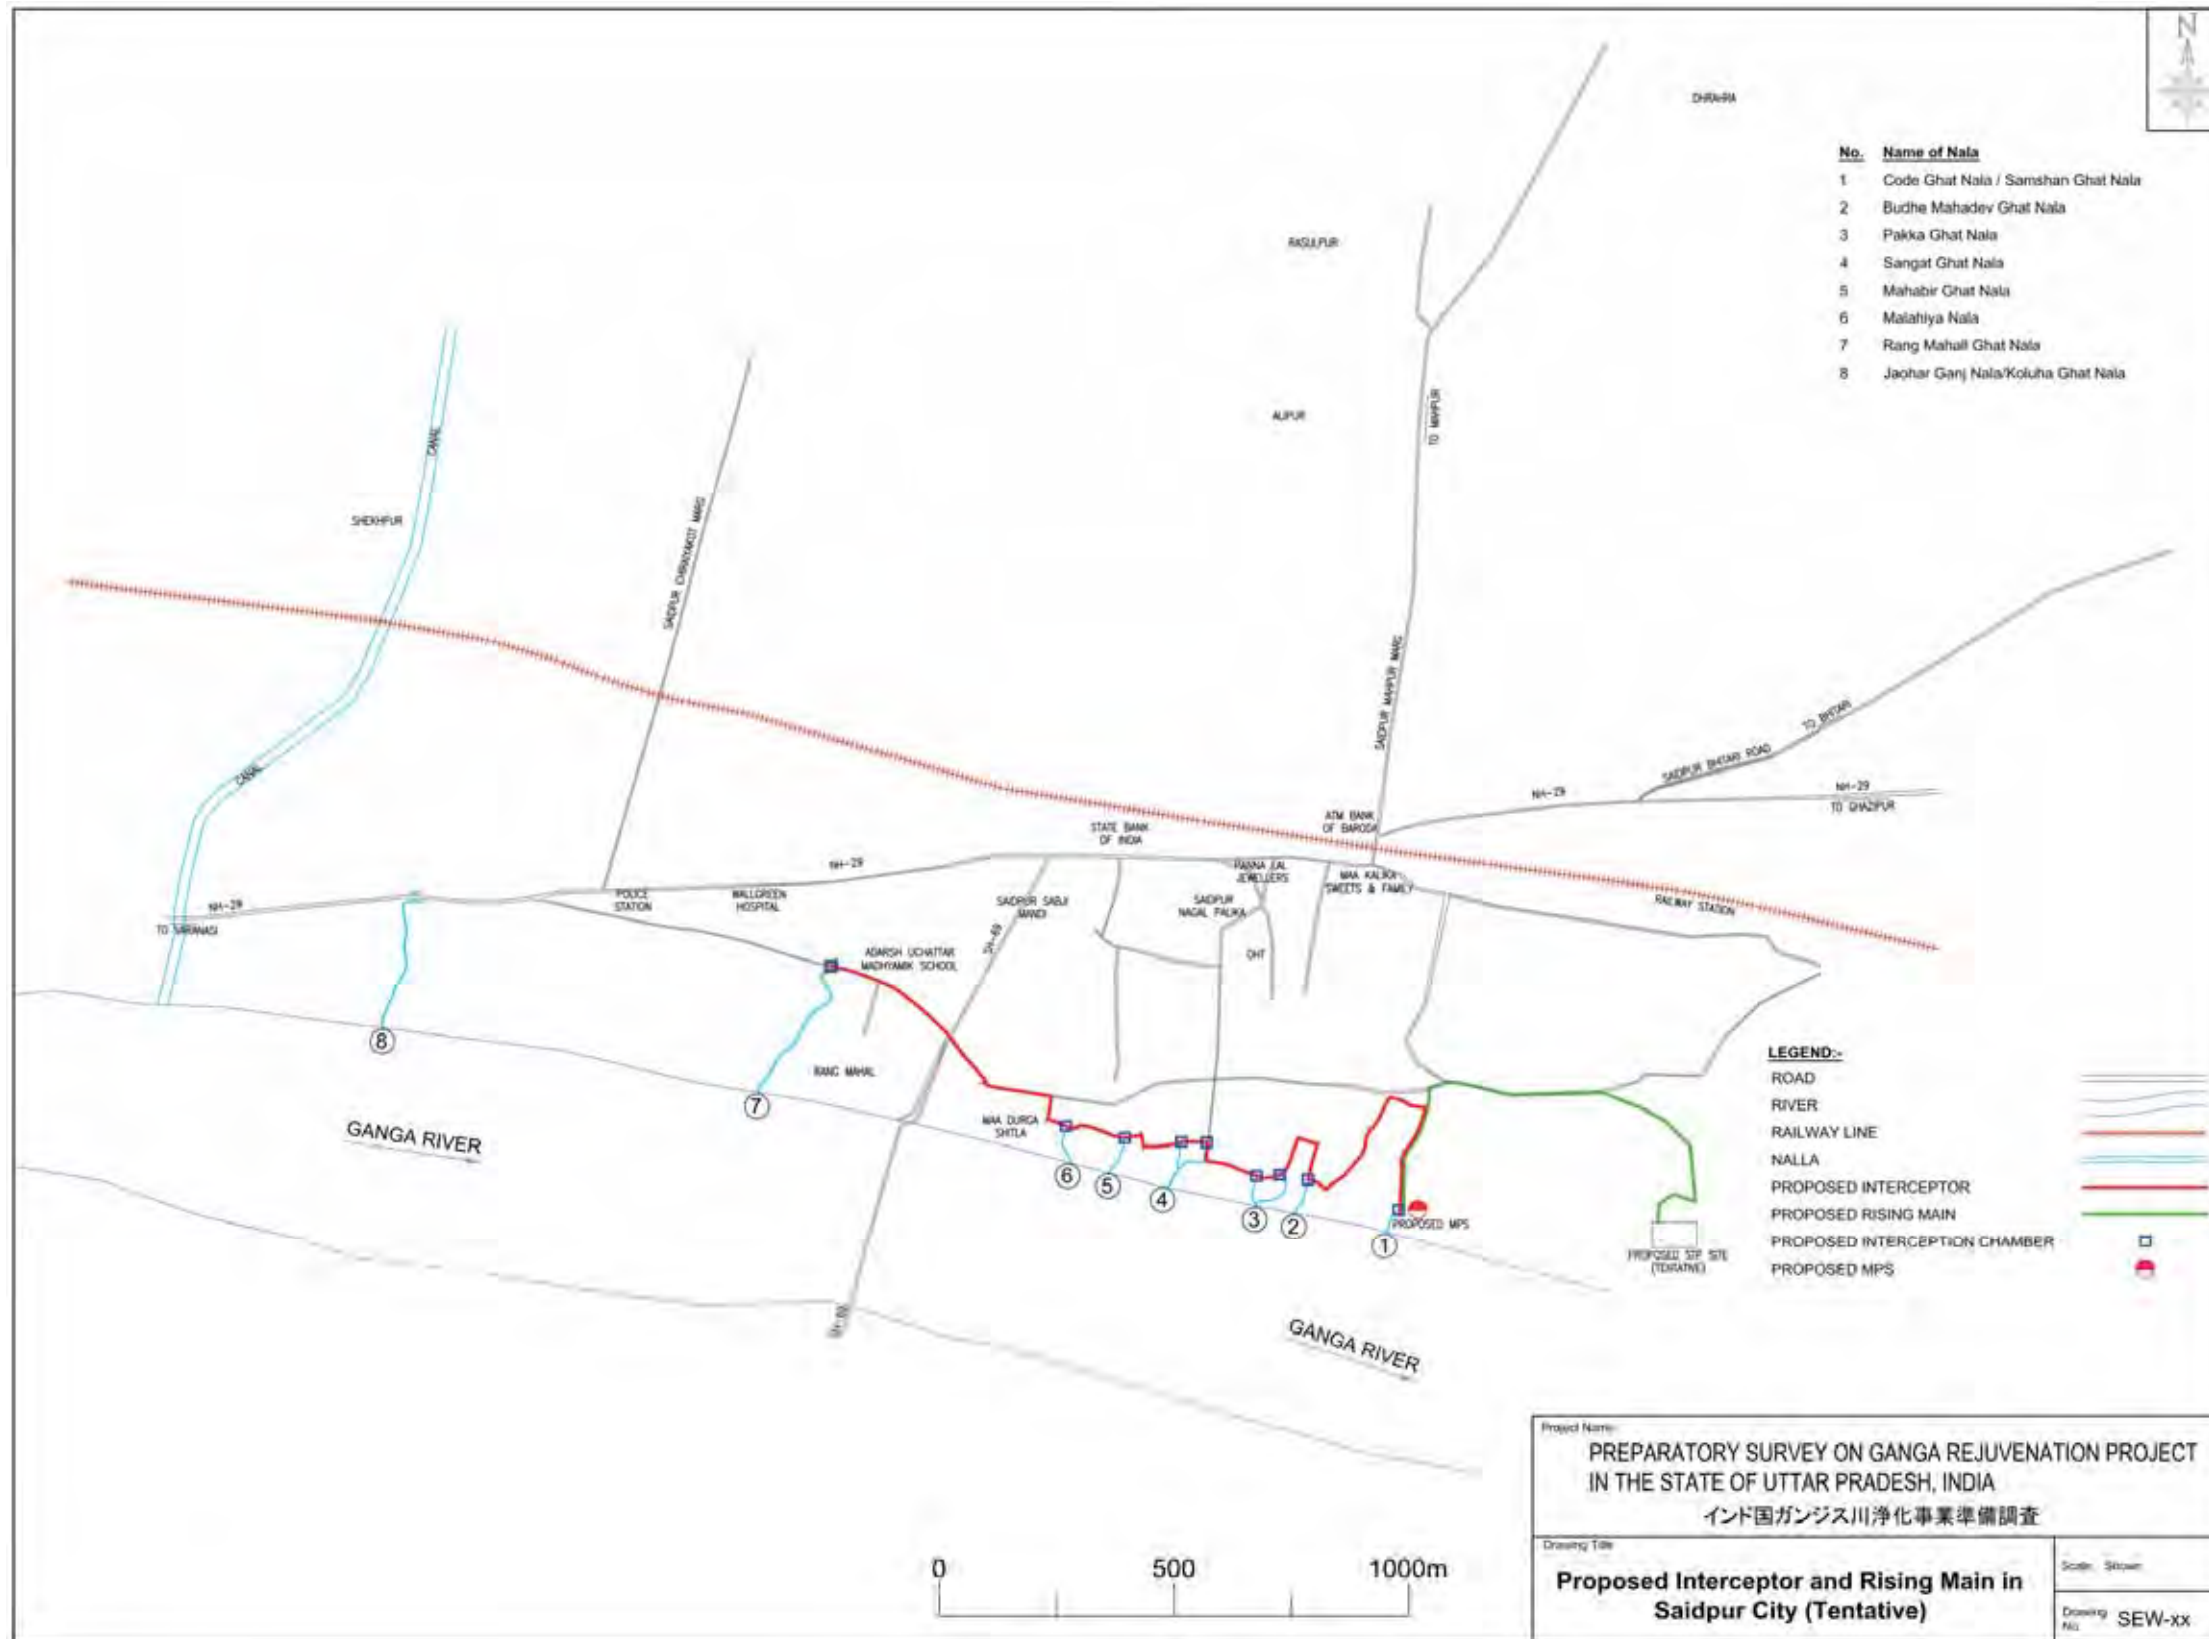 N
DHRAHRA
No. Name of Nala
1 Code Ghat Nala / Samshan Ghat Nala
2 Budhe Mahadev Ghat Nala
3 Pakka Ghat Nala
4 Sangat Ghat Nala
5 Mahabir Ghat Nala
6 Malahiya Nala
7 Rang Mahall Ghat Nala
8 Jaohar Ganj Nala/Koluha Ghat Nala
RASULPUR
ALIPUR
TO MAHPUR
CANAL
SHEKHPUR
SAIDPUR CHIRAIYAKOT MARG
SAIDPUR MAHPUR MARG
TO BHITARI
SAIDPUR BHITARI ROAD
CANAL
NH-29
NH-29
TO GHAZIPUR
ATM BANK
OF BARODA
STATE BANK
OF INDIA
NH-29
PANNA LAL
JEWELLERS
MAA KALIKA
SWEETS & FAMILY
POLICE
STATION
WALLGREEN
HOSPITAL
SAIDPUR SABJI
MANDI
SAIDPUR
NAGAL PALIKA
RAILWAY STATION
NH-29
TO VARANASI
SH-69
ADARSH UCHATTAR
MADHYAMIK SCHOOL
OHT
8
RANG MAHAL
7
MAA DURGA
SHITLA
GANGA RIVER
6
5
4
3
2
1
PROPOSED MPS
PROPOSED STP SITE
(TENTATIVE)
LEGEND:-
ROAD
RIVER
RAILWAY LINE
NALLA
PROPOSED INTERCEPTOR
PROPOSED RISING MAIN
PROPOSED INTERCEPTION CHAMBER
PROPOSED MPS
SH-69
GANGA RIVER
Project Name:-
PREPARATORY SURVEY ON GANGA REJUVENATION PROJECT
IN THE STATE OF UTTAR PRADESH, INDIA
インド国ガンジス川浄化事業準備調査
Drawing Title
Proposed Interceptor and Rising Main in
Saidpur City (Tentative)
Scale: Shown
Drawing No. SEW-xx
0 500 1000m